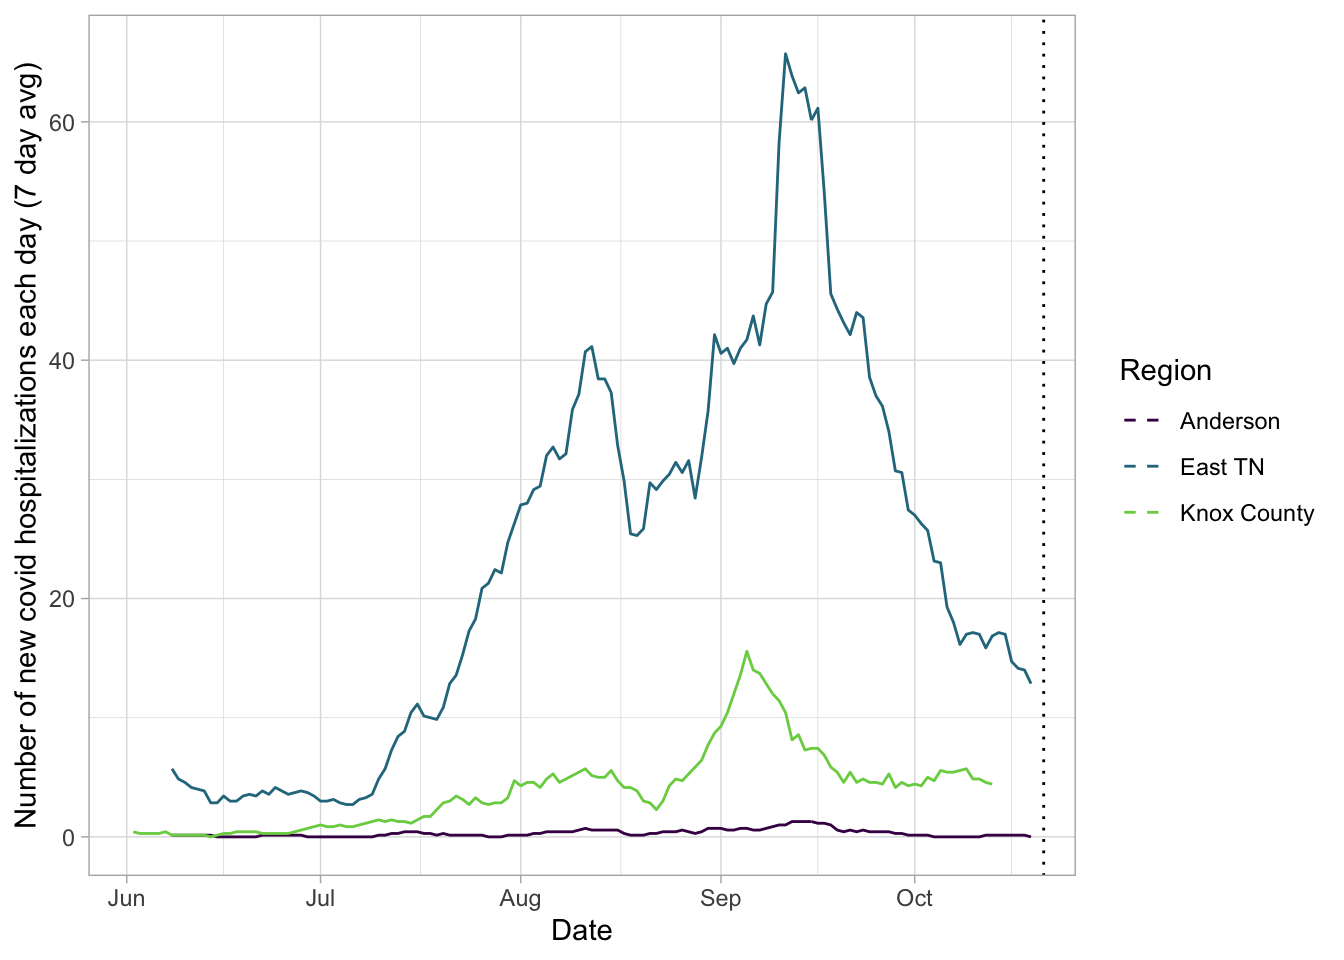 Number of new covid hospitalizations each day (7 day avg)
60
40
20
0
Jun
Jul
Aug
Sep
Oct
Date
Region
Anderson
East TN
Knox County